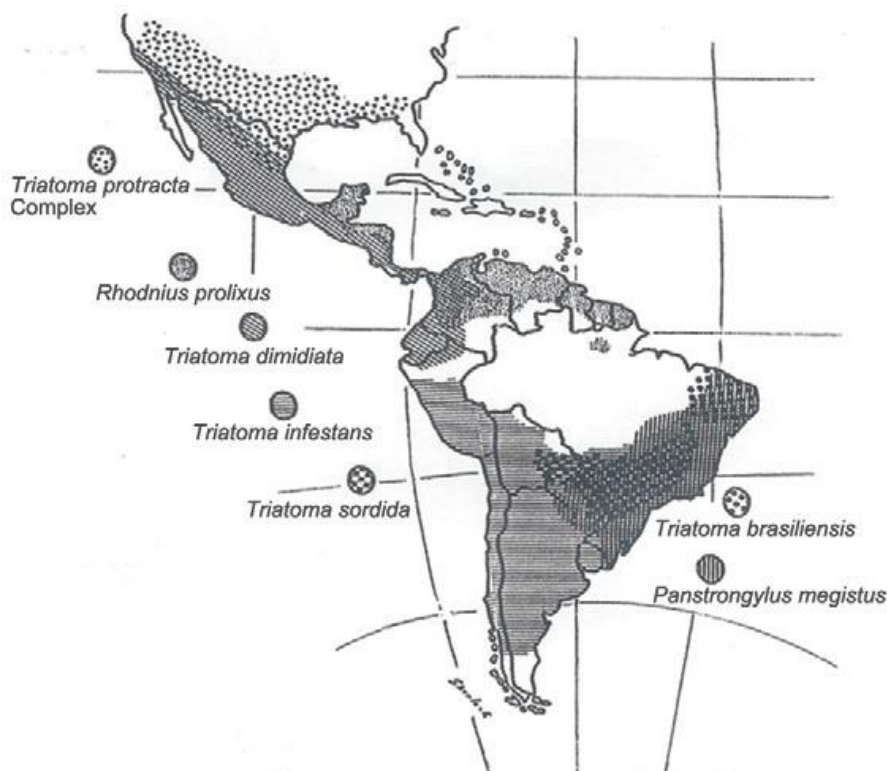 Triatoma protracta
Complex
Rhodnius prolixus
Triatoma dimidiata
Triatoma infestans
Triatoma sordida
Triatoma brasiliensis
Panstrongylus megistus